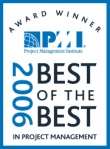 AWARD WINNER
PMI
Project Management Institute
2006
BEST
OF THE
BEST
IN PROJECT MANAGEMENT